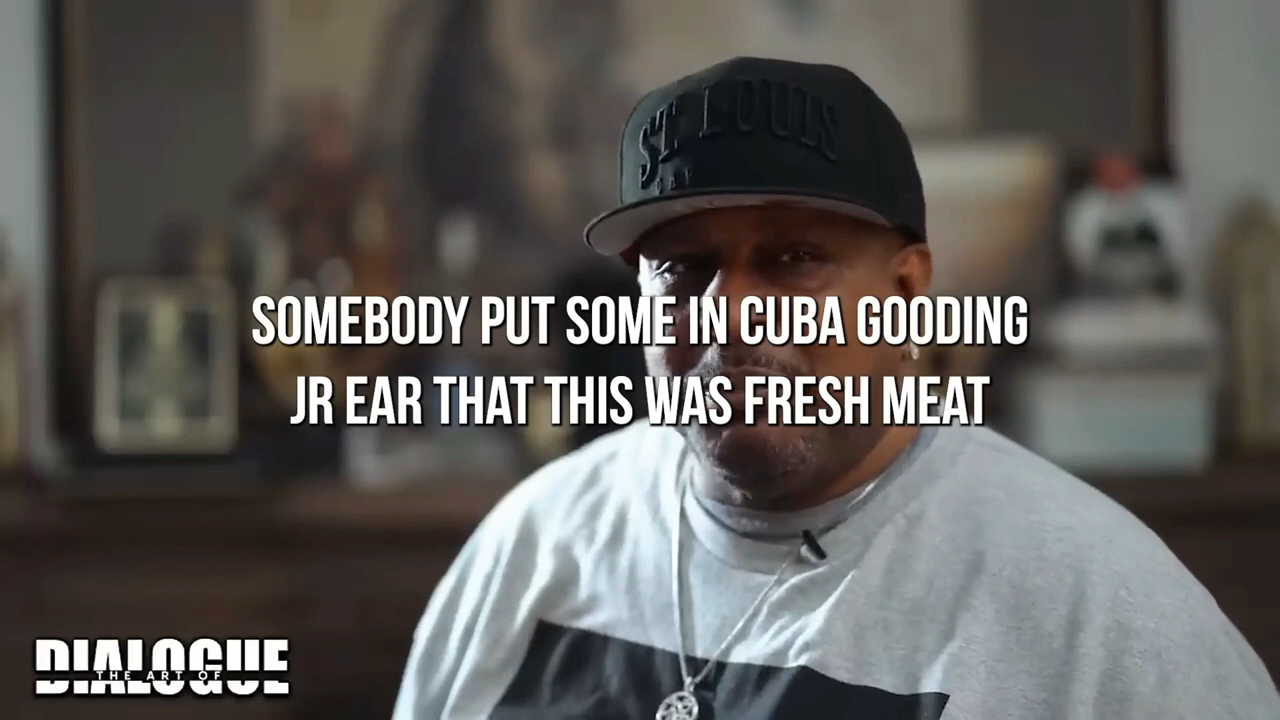 ST LOUIS
SOMEBODY PUT SOME IN CUBA GOODING
JR EAR THAT THIS WAS FRESH MEAT
DIALOGUE
THE ART OF